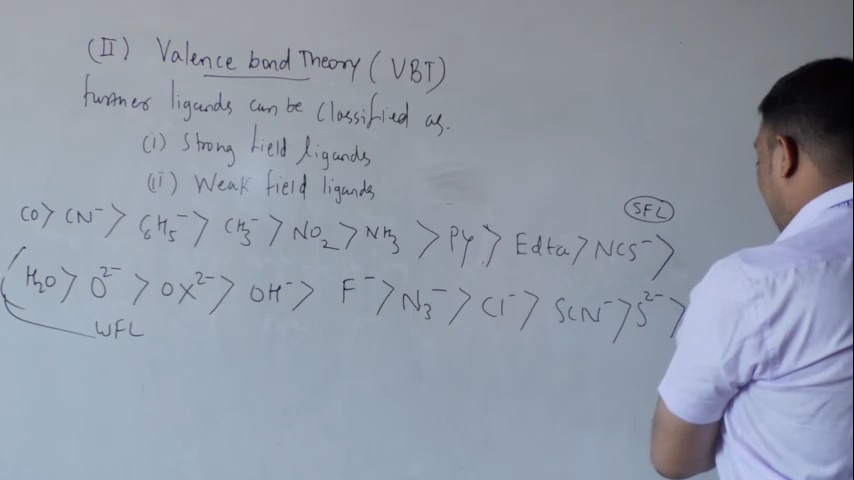 (II) Valence bond Theory (VBT)
further ligands can be classified as.
(i) Strong field ligands
(ii) Weak field ligands
SFL
CO> CN⁻> C6H5⁻> CH3⁻> NO2> NH3 > Py > Edta> NCS⁻>
H2O> O²⁻> OX²⁻> OH⁻> F⁻> N3⁻> Cl⁻> SCN⁻> S²⁻>
WFL